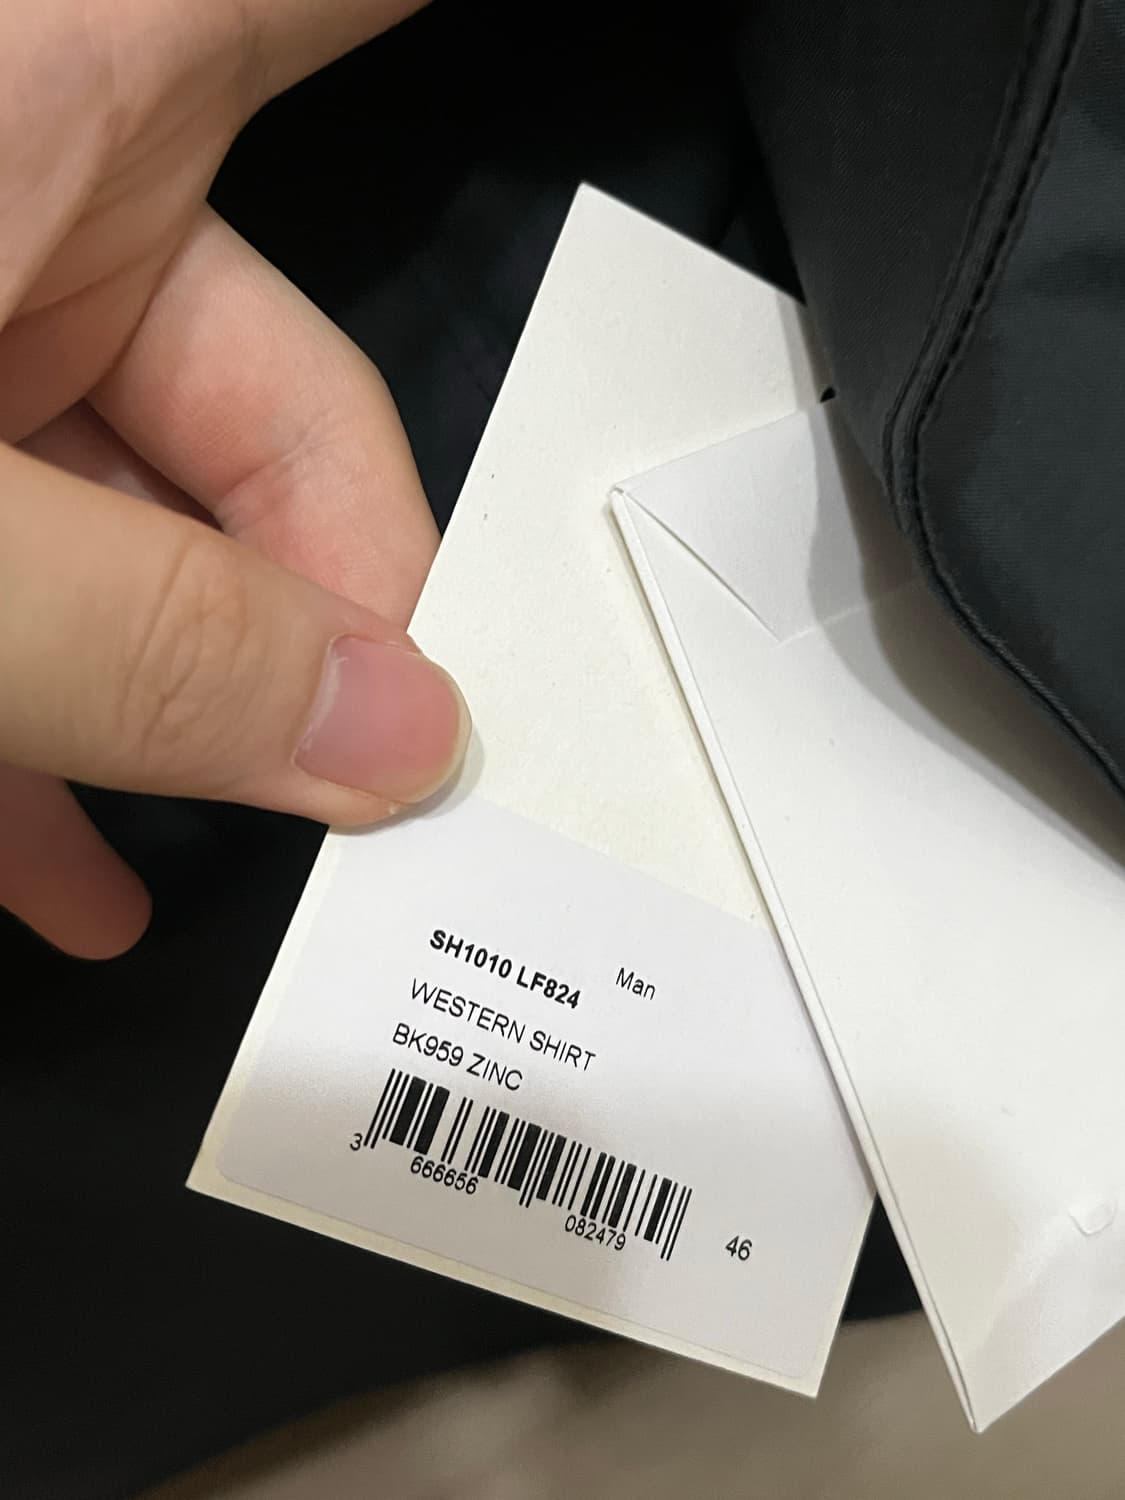 SH1010 LF824 Man
WESTERN SHIRT
BK959 ZINC
3 666656 082479 46